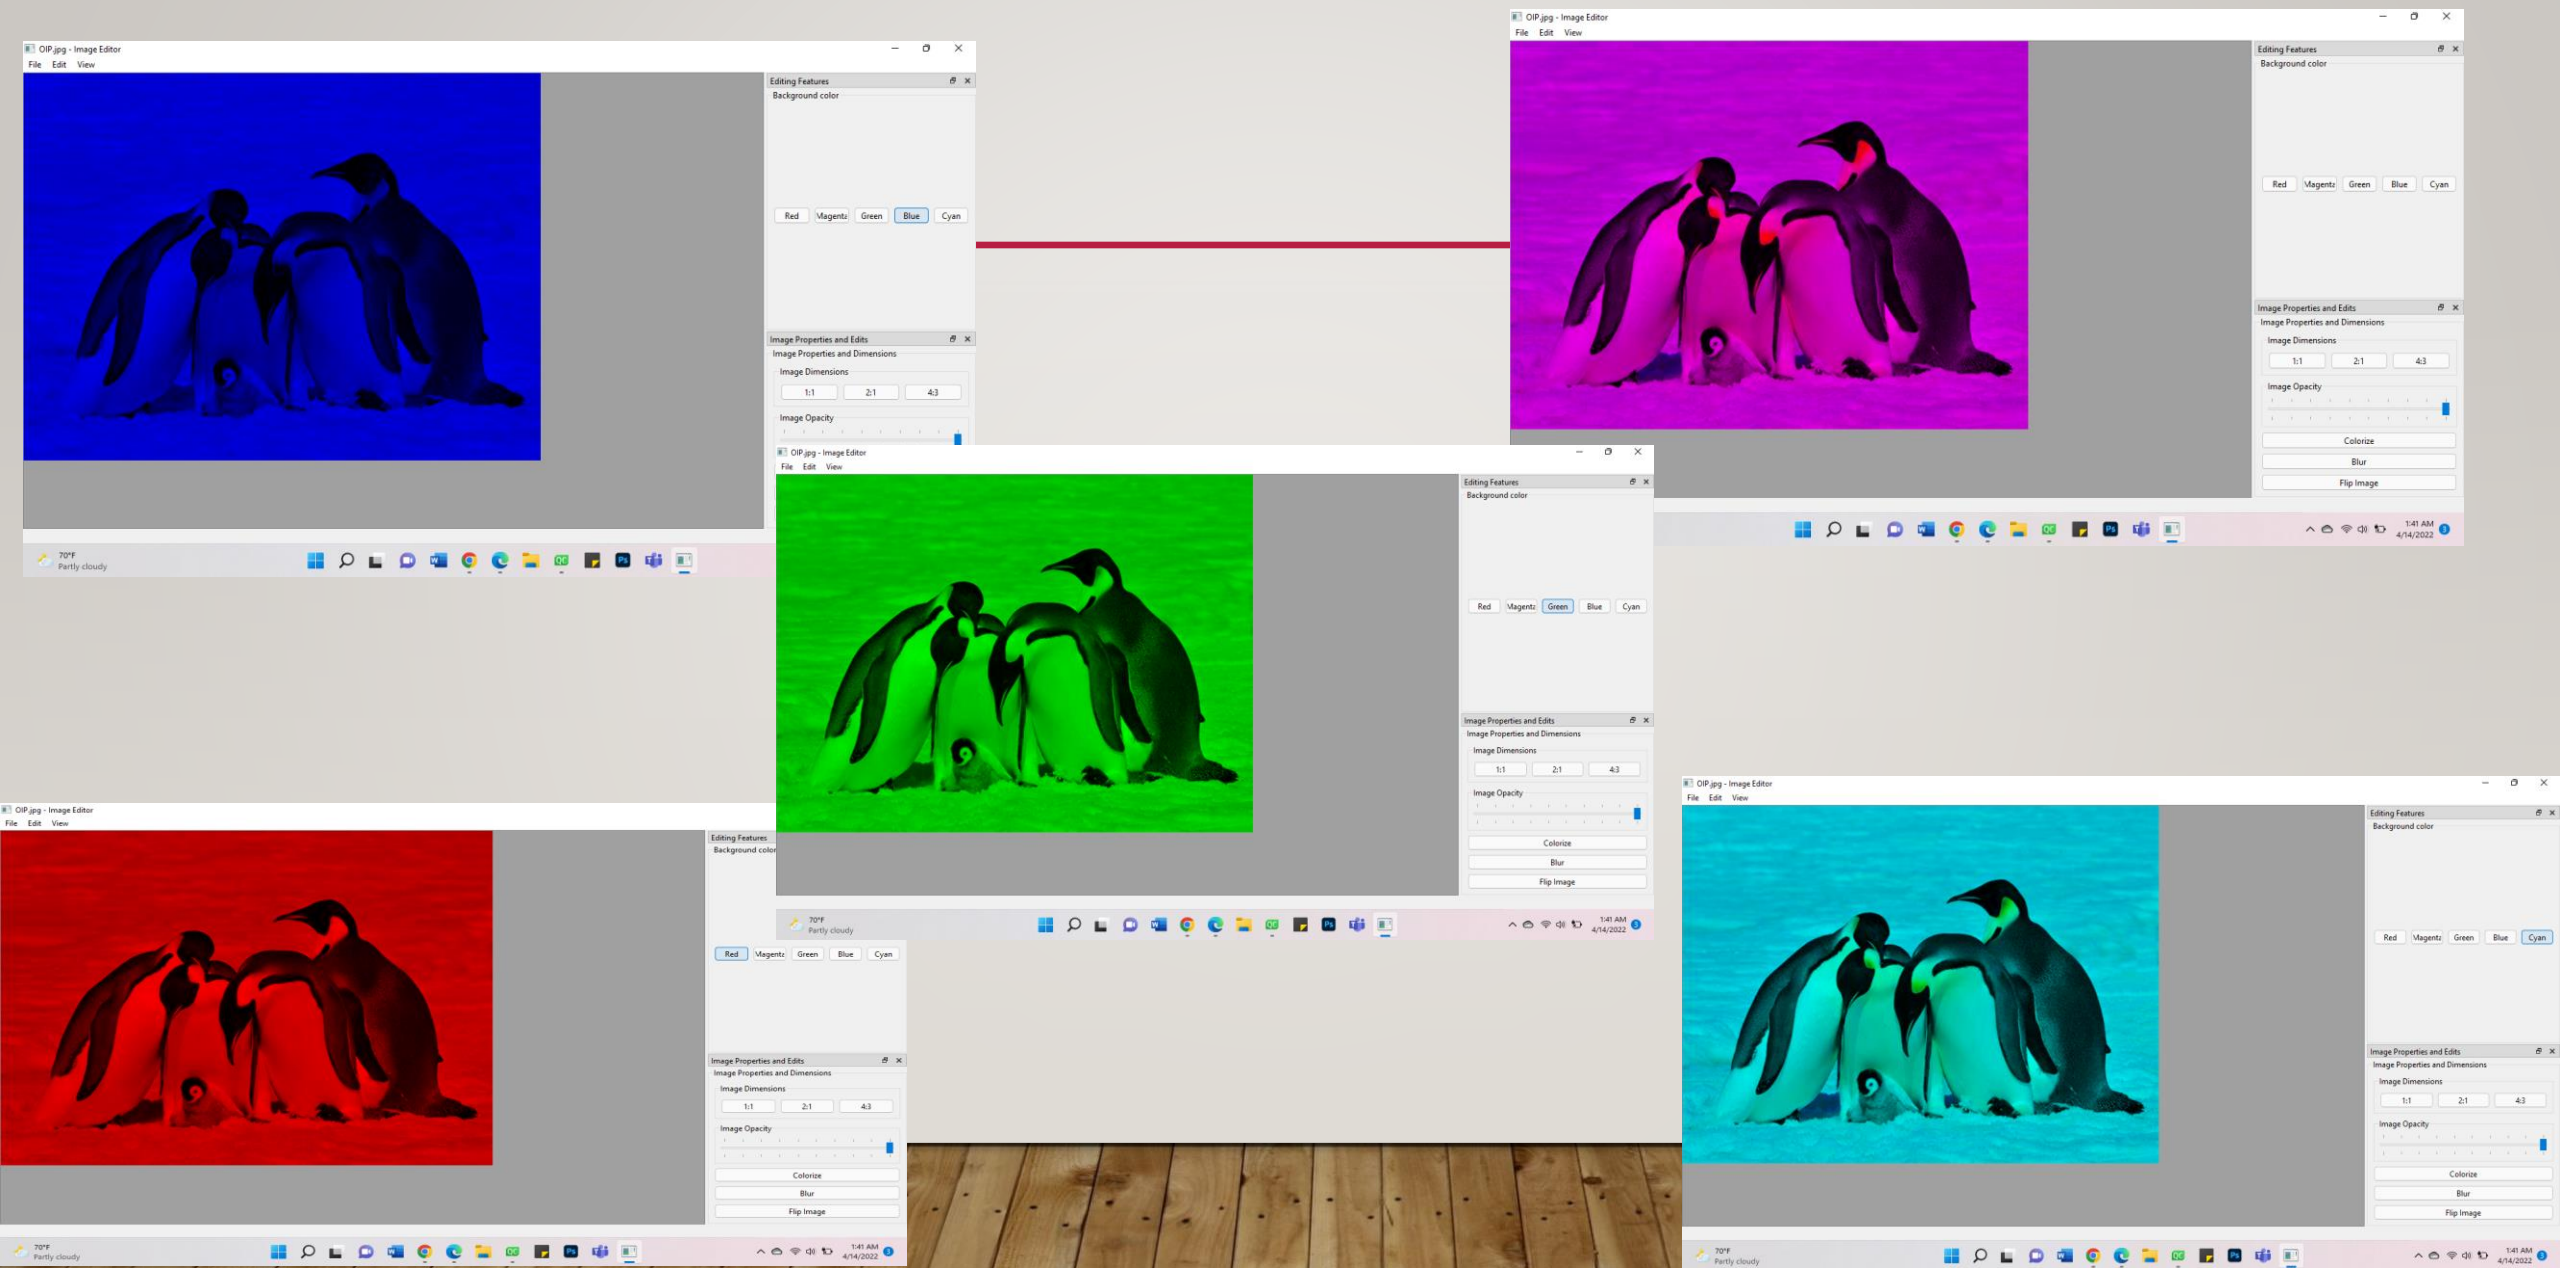 OIP.jpg - Image Editor
File Edit View
Editing Features
Background color
Red Magenta Green Blue Cyan
Image Properties and Edits
Image Properties and Dimensions
Image Dimensions
1:1 2:1 4:3
Image Opacity
70°F
Partly cloudy
OIP.jpg - Image Editor
File Edit View
Editing Features
Background color
Red Magenta Green Blue Cyan
Image Properties and Edits
Image Properties and Dimensions
Image Dimensions
1:1 2:1 4:3
Image Opacity
Colorize
Blur
Flip Image
1:41 AM
4/14/2022
OIP.jpg - Image Editor
File Edit View
Editing Features
Background color
Red Magenta Green Blue Cyan
Image Properties and Edits
Image Properties and Dimensions
Image Dimensions
1:1 2:1 4:3
Image Opacity
Colorize
Blur
Flip Image
70°F
Partly cloudy
1:41 AM
4/14/2022
OIP.jpg - Image Editor
File Edit View
Editing Features
Background color
Red Magenta Green Blue Cyan
Image Properties and Edits
Image Properties and Dimensions
Image Dimensions
1:1 2:1 4:3
Image Opacity
Colorize
Blur
Flip Image
70°F
Partly cloudy
1:41 AM
4/14/2022
OIP.jpg - Image Editor
File Edit View
Editing Features
Background color
Red Magenta Green Blue Cyan
Image Properties and Edits
Image Properties and Dimensions
Image Dimensions
1:1 2:1 4:3
Image Opacity
Colorize
Blur
Flip Image
70°F
Partly cloudy
1:41 AM
4/14/2022